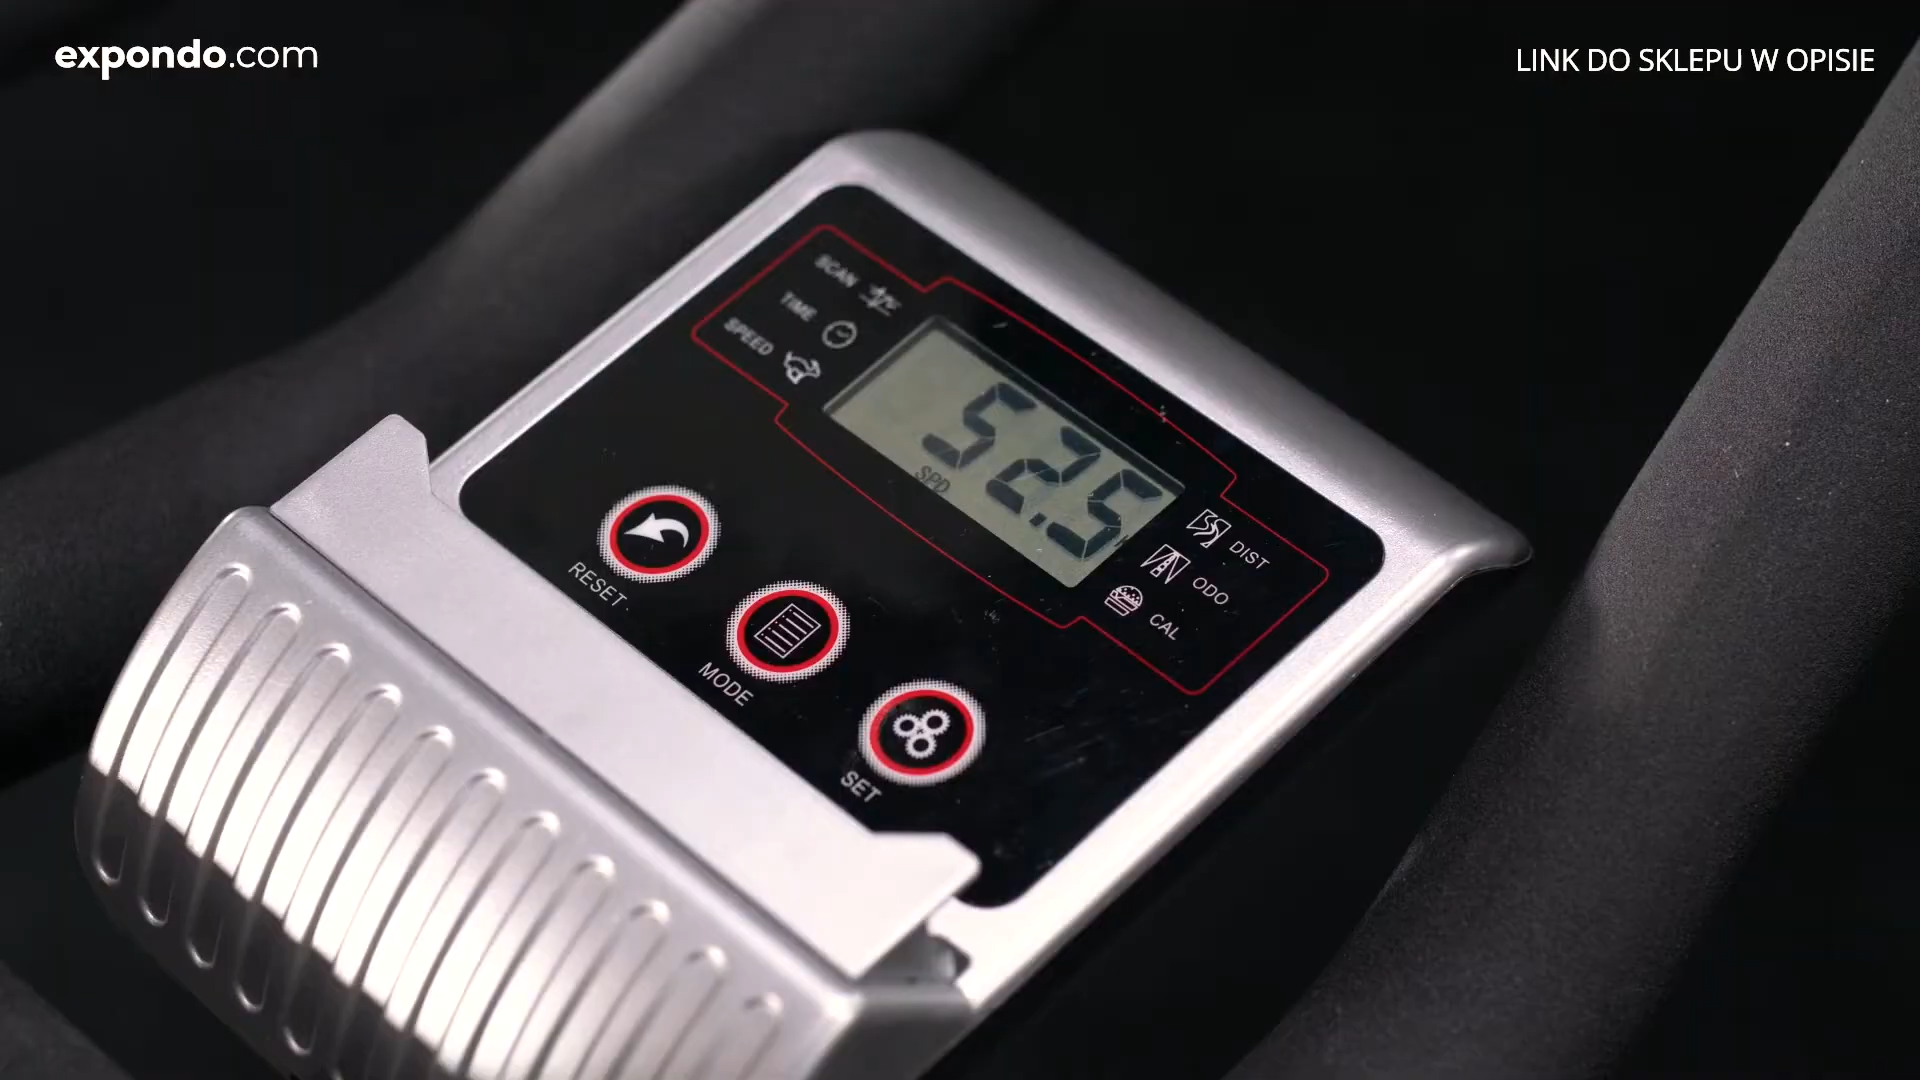 expondo.com
LINK DO SKLEPU W OPISIE
SCAN
TIME
SPEED
52.5
SPD
DIST
ODO
CAL
RESET
MODE
SET